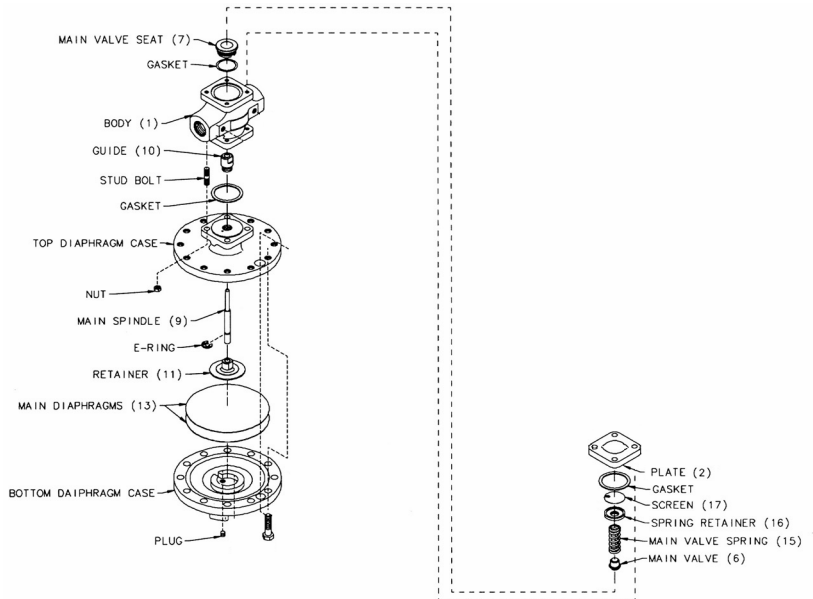 MAIN VALVE SEAT (7)
GASKET
BODY (1)
GUIDE (10)
STUD BOLT
GASKET
TOP DIAPHRAGM CASE
NUT
MAIN SPINDLE (9)
E-RING
RETAINER (11)
MAIN DIAPHRAGMS (13)
BOTTOM DAIPHRAGM CASE
PLUG
PLATE (2)
GASKET
SCREEN (17)
SPRING RETAINER (16)
MAIN VALVE SPRING (15)
MAIN VALVE (6)